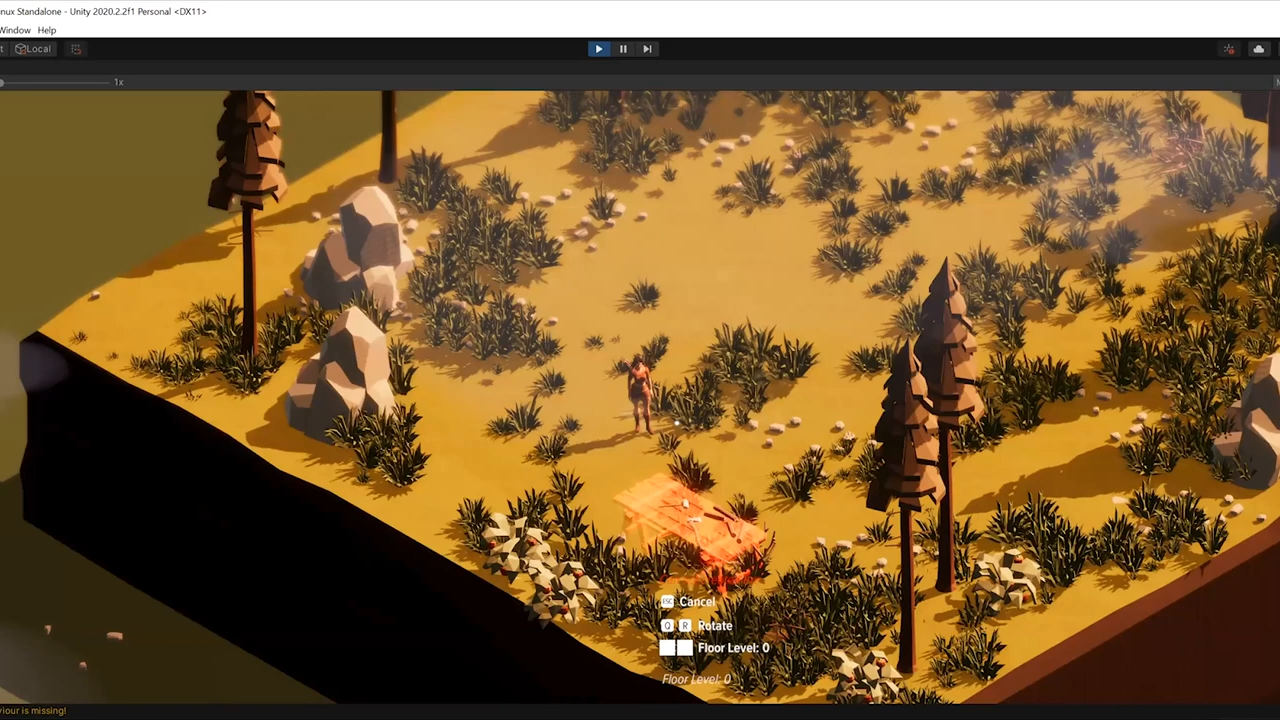 nux Standalone - Unity 2020.2.2f1 Personal <DX11>
Window Help
t Local
1x
ESC Cancel
Q R Rotate
Floor Level: 0
Floor Level: 0
viour is missing!